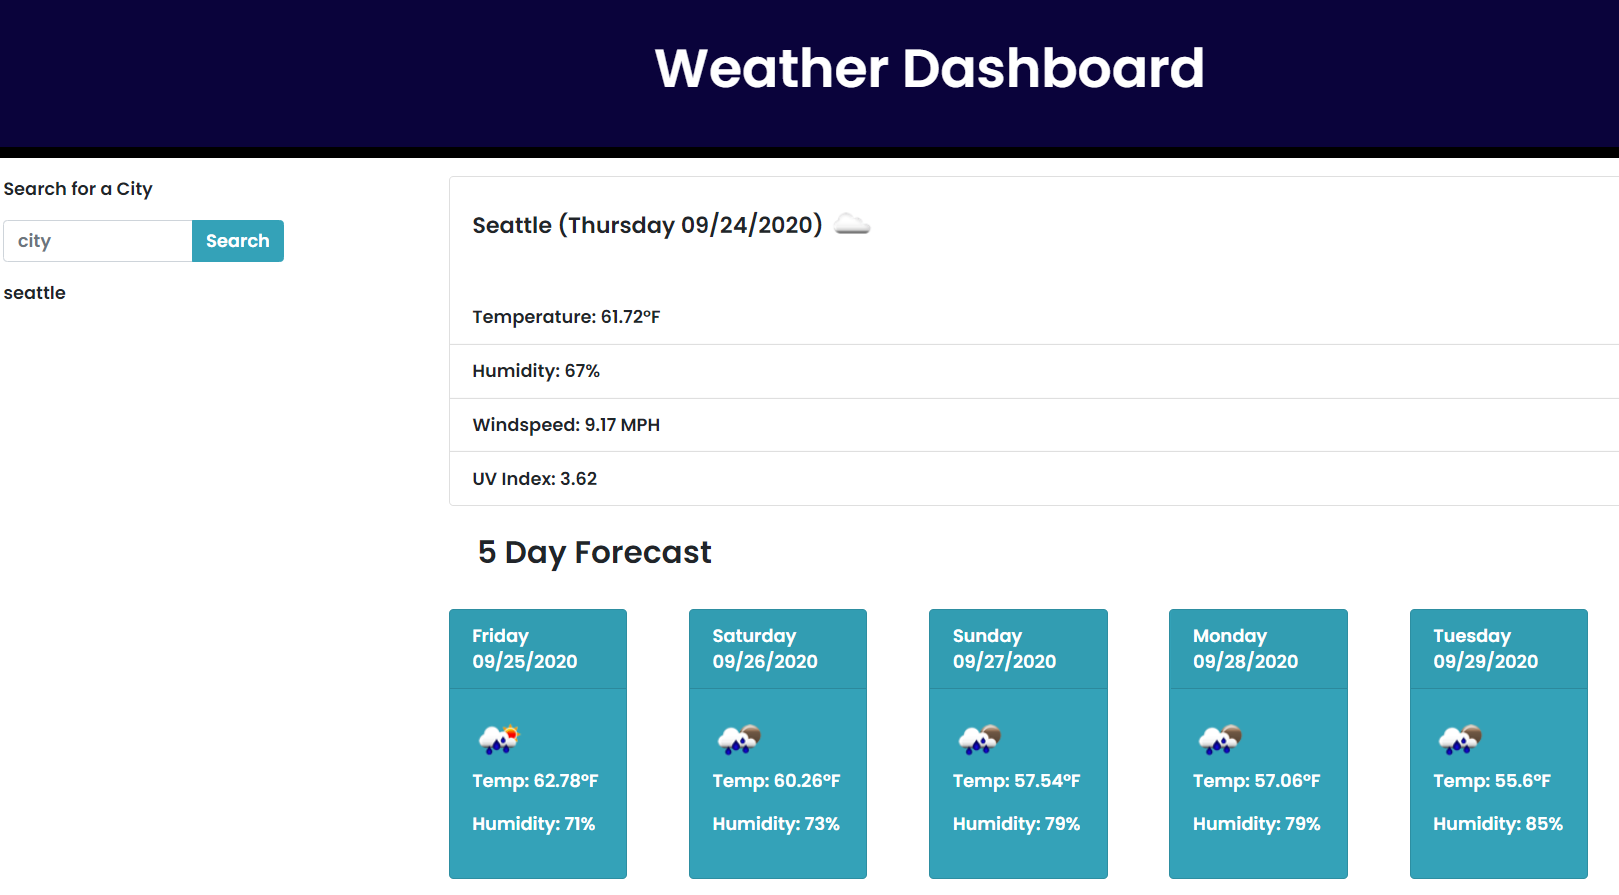 Weather Dashboard
Search for a City
city
Search
seattle
Seattle (Thursday 09/24/2020)
Temperature: 61.72°F
Humidity: 67%
Windspeed: 9.17 MPH
UV Index: 3.62
5 Day Forecast
Friday
09/25/2020
Temp: 62.78°F
Humidity: 71%
Saturday
09/26/2020
Temp: 60.26°F
Humidity: 73%
Sunday
09/27/2020
Temp: 57.54°F
Humidity: 79%
Monday
09/28/2020
Temp: 57.06°F
Humidity: 79%
Tuesday
09/29/2020
Temp: 55.6°F
Humidity: 85%